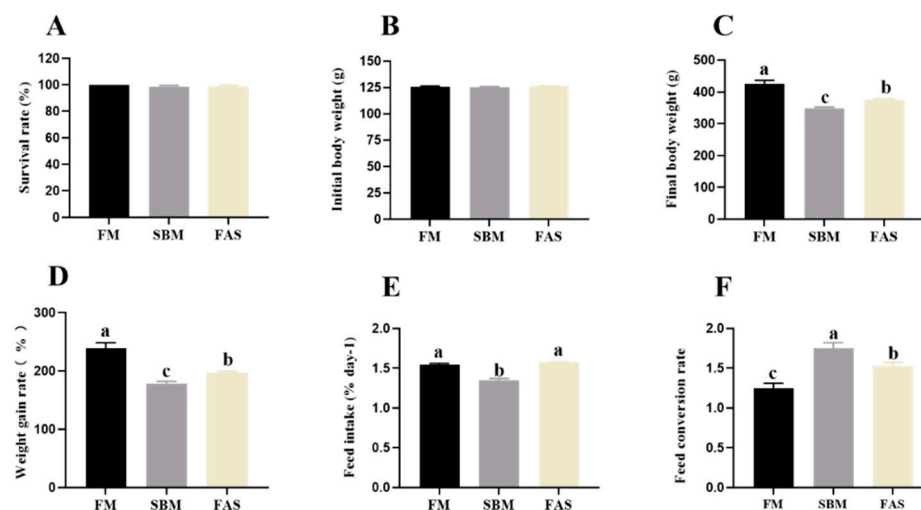 A
Survival rate (%)
120
100
80
60
40
20
0
FM SBM FAS
B
Initial body weight (g)
150
125
100
75
50
25
0
FM SBM FAS
C
Final body weight (g)
500
400
300
200
100
0
a c b
FM SBM FAS
D
Weight gain rate ( % )
300
200
100
0
a c b
FM SBM FAS
E
Feed intake (% day-1)
2.0
1.5
1.0
0.5
0.0
a b a
FM SBM FAS
F
Feed conversion rate
2.0
1.5
1.0
0.5
0.0
c a b
FM SBM FAS